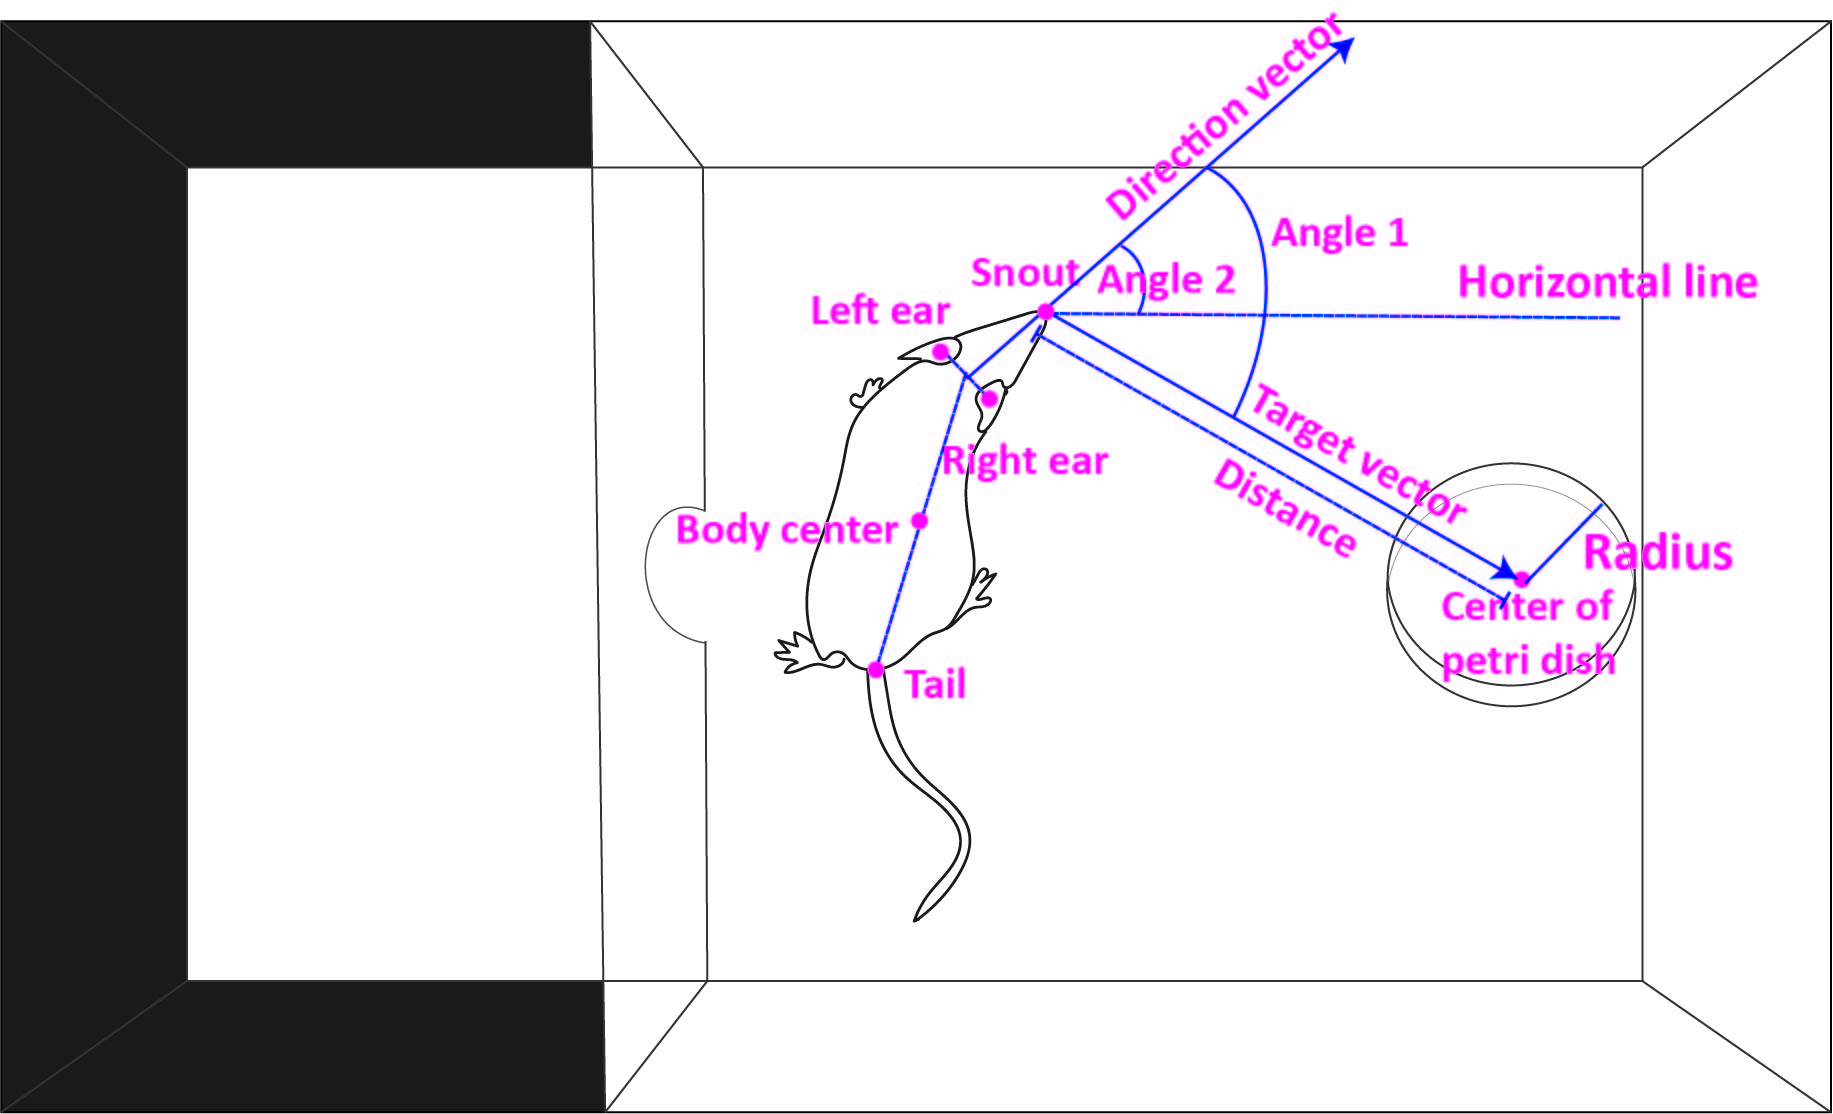 Direction vector
Angle 1
Snout
Angle 2
Horizontal line
Left ear
Target vector
Right ear
Distance
Body center
Radius
Center of
petri dish
Tail